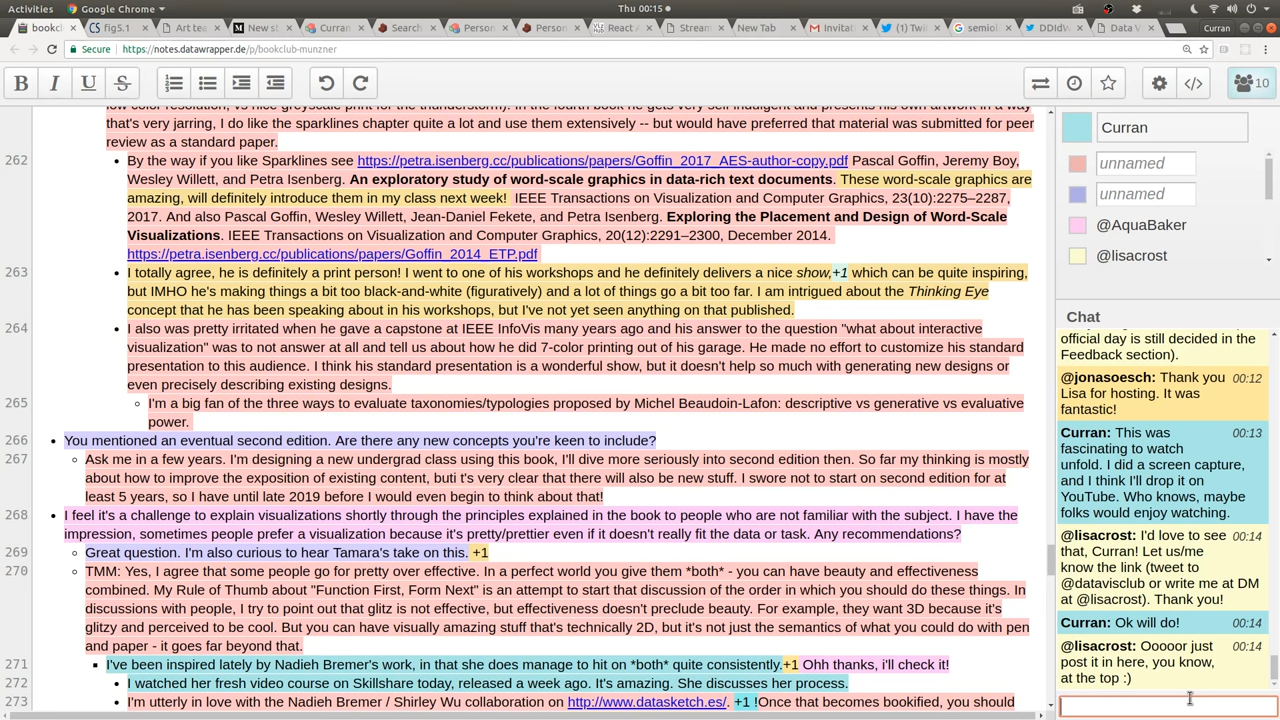 Activities Google Chrome Thu 00:15 Curran
bookcl CS fig5.1 Art tea New st Curran Search Person Person React A Stream New Tab Invitati (1) Twi semiol DDIdW Data V
Secure https://notes.datawrapper.de/p/bookclub-munzner
B I U S 10
low color resolution, vs nice greyscale print for the thunderstorm). In the fourth book he gets very self indulgent and presents his own artwork in a way
that's very jarring, I do like the sparklines chapter quite a lot and use them extensively -- but would have preferred that material was submitted for peer
review as a standard paper.
262 By the way if you like Sparklines see https://petra.isenberg.cc/publications/papers/Goffin_2017_AES-author-copy.pdf Pascal Goffin, Jeremy Boy,
Wesley Willett, and Petra Isenberg. An exploratory study of word-scale graphics in data-rich text documents. These word-scale graphics are
amazing, will definitely introduce them in my class next week! IEEE Transactions on Visualization and Computer Graphics, 23(10):2275–2287,
2017. And also Pascal Goffin, Wesley Willett, Jean-Daniel Fekete, and Petra Isenberg. Exploring the Placement and Design of Word-Scale
Visualizations. IEEE Transactions on Visualization and Computer Graphics, 20(12):2291–2300, December 2014.
https://petra.isenberg.cc/publications/papers/Goffin_2014_ETP.pdf
263 I totally agree, he is definitely a print person! I went to one of his workshops and he definitely delivers a nice show,+1 which can be quite inspiring,
but IMHO he's making things a bit too black-and-white (figuratively) and a lot of things go a bit too far. I am intrigued about the Thinking Eye
concept that he has been speaking about in his workshops, but I've not yet seen anything on that published.
264 I also was pretty irritated when he gave a capstone at IEEE InfoVis many years ago and his answer to the question "what about interactive
visualization" was to not answer at all and tell us about how he did 7-color printing out of his garage. He made no effort to customize his standard
presentation to this audience. I think his standard presentation is a wonderful show, but it doesn't help so much with generating new designs or
even precisely describing existing designs.
265 I'm a big fan of the three ways to evaluate taxnomies/typologies proposed by Michel Beaudoin-Lafon: descriptive vs generative vs evaluative
power.
266 You mentioned an eventual second edition. Are there any new concepts you're keen to include?
267 Ask me in a few years. I'm designing a new undergrad class using this book, I'll dive more seriously into second edition then. So far my thinking is mostly
about how to improve the exposition of existing content, buti t's very clear that there will also be new stuff. I swore not to start on second edition for at
least 5 years, so I have until late 2019 before I would even begin to think about that!
268 I feel it's a challenge to explain visualizations shortly through the principles explained in the book to people who are not familiar with the subject. I have the
impression, sometimes people prefer a visualization because it's pretty/prettier even if it doesn't really fit the data or task. Any recommendations?
269 Great question. I'm also curious to hear Tamara's take on this. +1
270 TMM: Yes, I agree that some people go for pretty over effective. In a perfect world you give them *both* - you can have beauty and effectiveness
combined. My Rule of Thumb about "Function First, Form Next" is an attempt to start that discussion of the order in which you should do these things. In
discussions with people, I try to point out that glitz is not effective, but effectiveness doesn't preclude beauty. For example, they want 3D because it's
glitzy and perceived to be cool. But you can have visually amazing stuff that's technically 2D, but it's not just the semantics of what you could do with pen
and paper - it goes far beyond that.
271 I've been inspired lately by Nadieh Bremer's work, in that she does manage to hit on *both* quite consistently.+1 Ohh thanks, i'll check it!
272 I watched her fresh video course on Skillshare today, released a week ago. It's amazing. She discusses her process.
273 I'm utterly in love with the Nadieh Bremer / Shirley Wu collaboration on http://www.datasketch.es/. +1 !Once that becomes bookified, you should
Curran
unnamed
unnamed
@AquaBaker
@lisacrost
Chat
official day is still decided in the
Feedback section).
@jonasoesch: Thank you 00:12
Lisa for hosting. It was
fantastic!
Curran: This was 00:13
fascinating to watch
unfold. I did a screen capture,
and I think I'll drop it on
YouTube. Who knows, maybe
folks would enjoy watching.
@lisacrost: I'd love to see 00:14
that, Curran! Let us/me
know the link (tweet to
@datavisclub or write me at DM
at @lisacrost). Thank you!
Curran: Ok will do! 00:14
@lisacrost: Ooooor just 00:14
post it in here, you know,
at the top :)